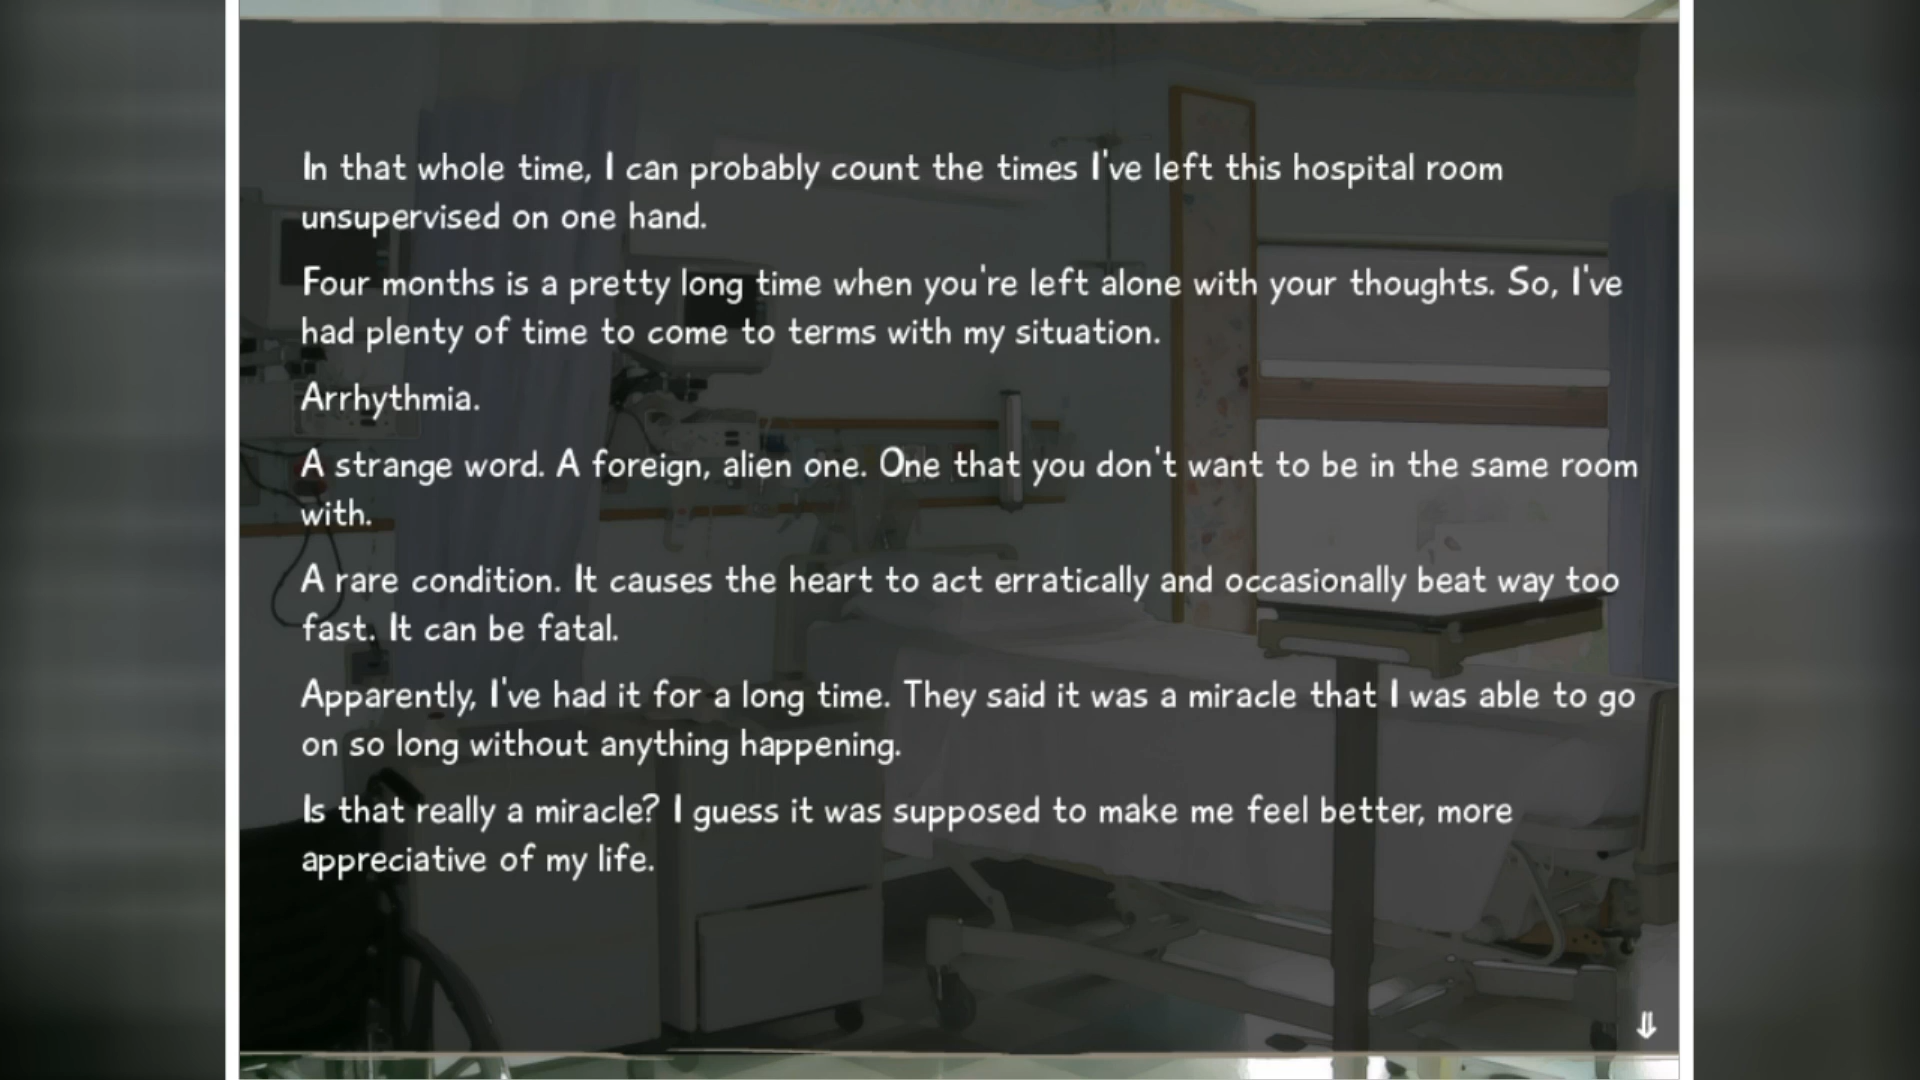 In that whole time, I can probably count the times I've left this hospital room
unsupervised on one hand.
Four months is a pretty long time when you're left alone with your thoughts. So, I've
had plenty of time to come to terms with my situation.
Arrhythmia.
A strange word. A foreign, alien one. One that you don't want to be in the same room
with.
A rare condition. It causes the heart to act erratically and occasionally beat way too
fast. It can be fatal.
Apparently, I've had it for a long time. They said it was a miracle that I was able to go
on so long without anything happening.
Is that really a miracle? I guess it was supposed to make me feel better, more
appreciative of my life.